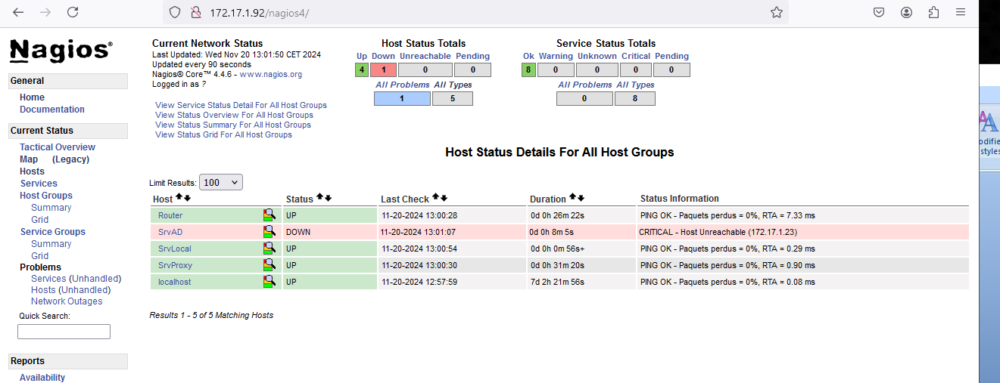 172.17.1.92/nagios4/
Nagios®
General
Home
Documentation
Current Status
Tactical Overview
Map (Legacy)
Hosts
Services
Host Groups
Summary
Grid
Service Groups
Summary
Grid
Problems
Services (Unhandled)
Hosts (Unhandled)
Network Outages
Quick Search:
Reports
Availability
Current Network Status
Last Updated: Wed Nov 20 13:01:50 CET 2024
Updated every 90 seconds
Nagios® Core™ 4.4.6 - www.nagios.org
Logged in as ?
View Service Status Detail For All Host Groups
View Status Overview For All Host Groups
View Status Summary For All Host Groups
View Status Grid For All Host Groups
Host Status Totals
Up Down Unreachable Pending
4 1 0 0
All Problems All Types
1 5
Service Status Totals
Ok Warning Unknown Critical Pending
8 0 0 0 0
All Problems All Types
0 8
Host Status Details For All Host Groups
Limit Results: 100
Host Status Last Check Duration Status Information
Router UP 11-20-2024 13:00:28 0d 0h 26m 22s PING OK - Paquets perdus = 0%, RTA = 7.33 ms
SrvAD DOWN 11-20-2024 13:01:07 0d 0h 8m 5s CRITICAL - Host Unreachable (172.17.1.23)
SrvLocal UP 11-20-2024 13:00:54 0d 0h 0m 56s+ PING OK - Paquets perdus = 0%, RTA = 0.29 ms
SrvProxy UP 11-20-2024 13:00:30 0d 0h 31m 20s PING OK - Paquets perdus = 0%, RTA = 0.90 ms
localhost UP 11-20-2024 12:57:59 7d 2h 21m 56s PING OK - Paquets perdus = 0%, RTA = 0.08 ms
Results 1 - 5 of 5 Matching Hosts
AA
odifie
styles